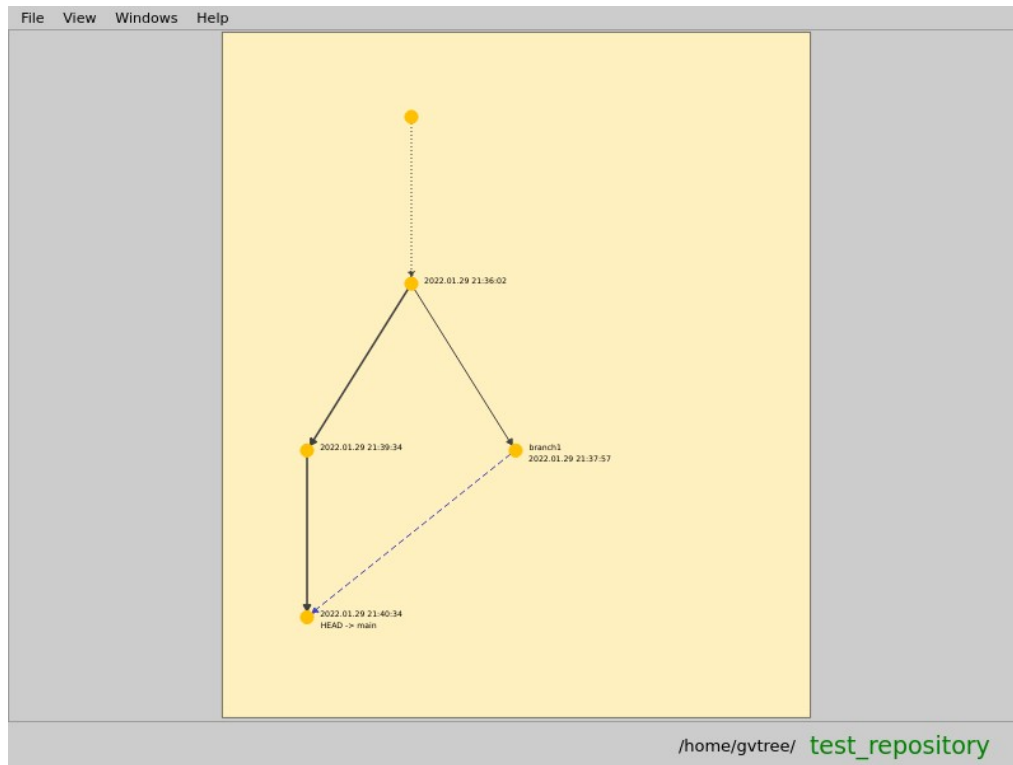 File View Windows Help
2022.01.29 21:36:02
2022.01.29 21:39:34
branch1
2022.01.29 21:37:57
2022.01.29 21:40:34
HEAD -> main
/home/gvtree/ test_repository